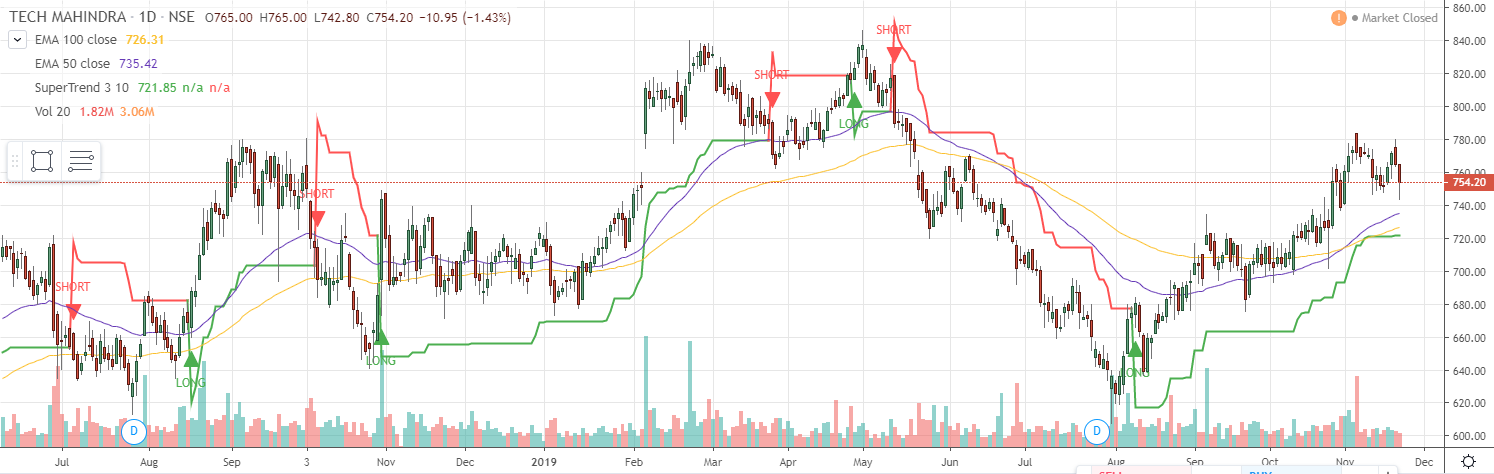 TECH MAHINDRA · 1D · NSE O765.00 H765.00 L742.80 C754.20 −10.95 (−1.43%)
! Market Closed
EMA 100 close 726.31
EMA 50 close 735.42
SuperTrend 3 10 721.85 n/a n/a
Vol 20 1.82M 3.06M
860.00
840.00
820.00
800.00
780.00
760.00
754.20
740.00
720.00
700.00
680.00
660.00
640.00
620.00
600.00
SHORT
SHORT
SHORT
SHORT
LONG
SHORT
LONG
LONG
LONG
D
D
Jul Aug Sep 3 Nov Dec 2019 Feb Mar Apr May Jun Jul Aug Sep Oct Nov Dec
SELL BUY